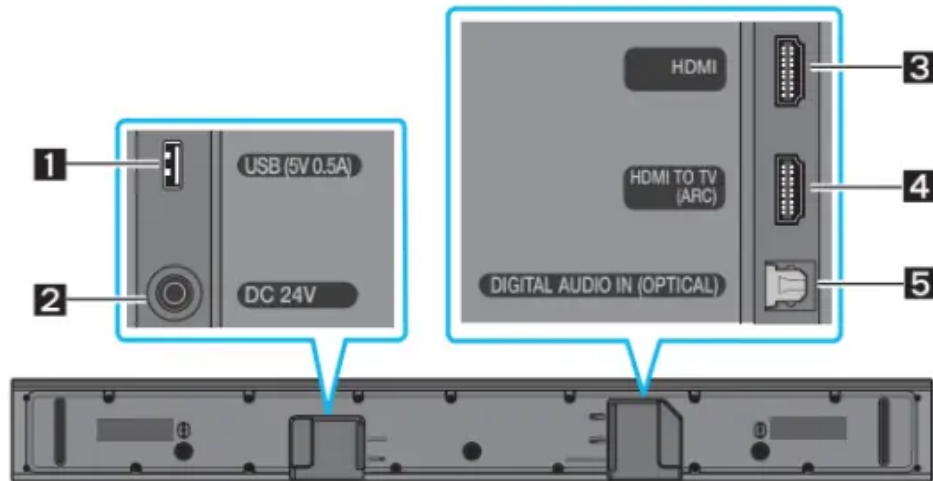 1
USB (5V 0.5A)
2
DC 24V
HDMI
3
HDMI TO TV
(ARC)
4
DIGITAL AUDIO IN (OPTICAL)
5